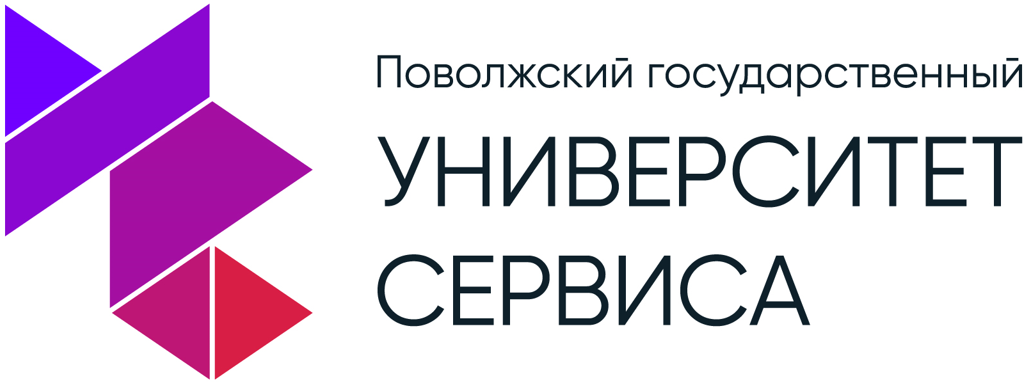 Поволжский государственный
УНИВЕРСИТЕТ
СЕРВИСА